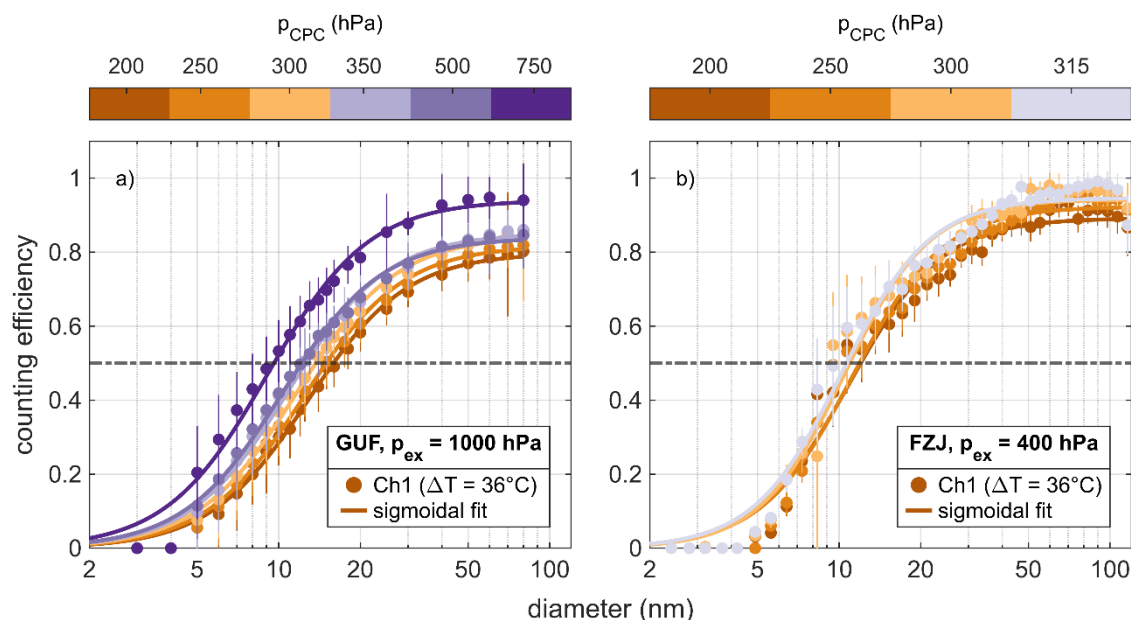 p_CPC (hPa)
200 250 300 350 500 750
p_CPC (hPa)
200 250 300 315
counting efficiency
1
0.8
0.6
0.4
0.2
0
a)
GUF, p_ex = 1000 hPa
Ch1 (ΔT = 36°C)
sigmoidal fit
2 5 10 20 50 100
1
0.8
0.6
0.4
0.2
0
b)
FZJ, p_ex = 400 hPa
Ch1 (ΔT = 36°C)
sigmoidal fit
2 5 10 20 50 100
diameter (nm)